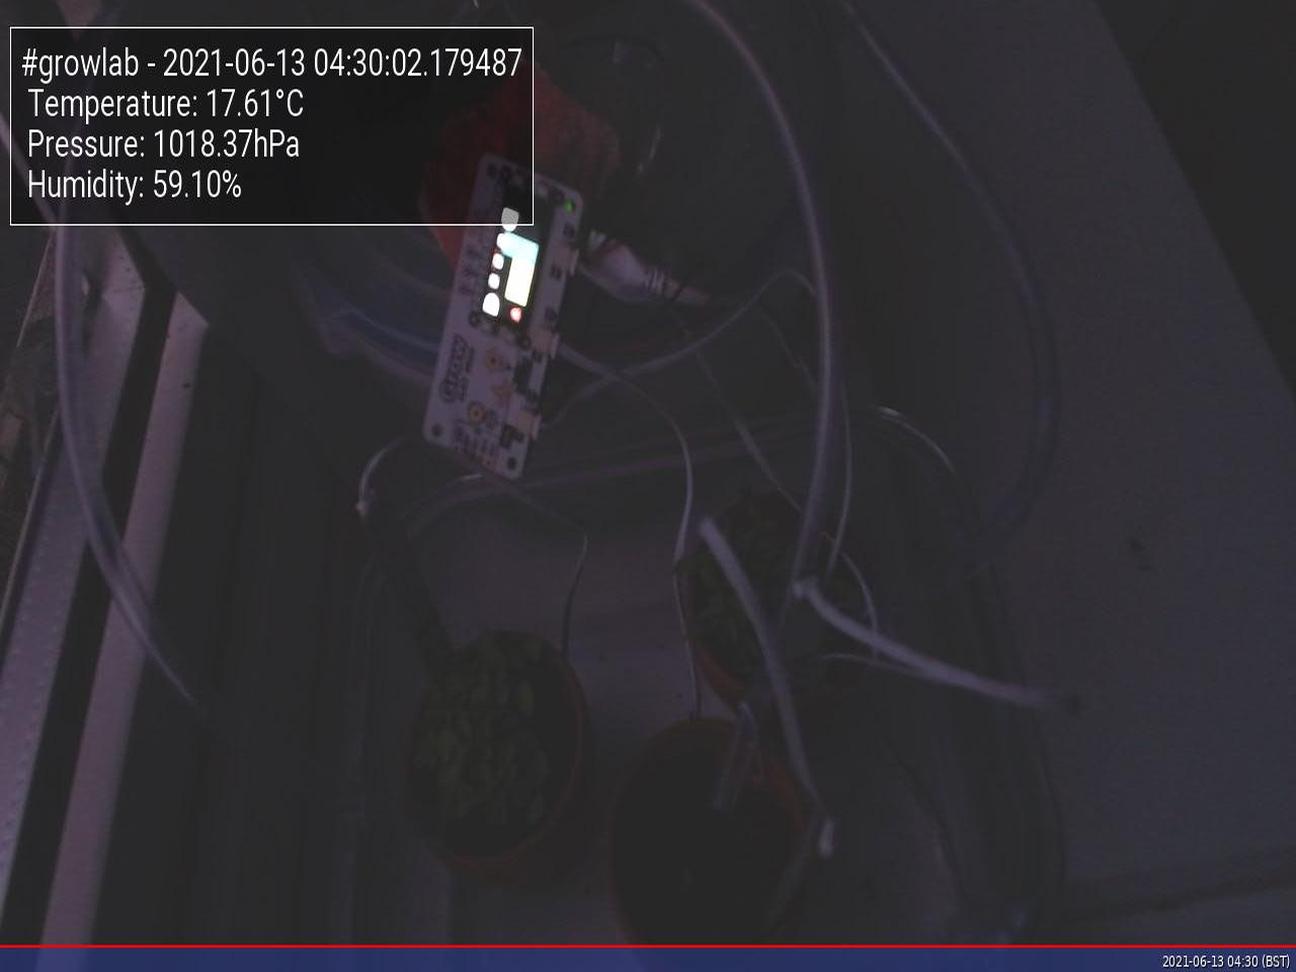 #growlab - 2021-06-13 04:30:02.179487
Temperature: 17.61°C
Pressure: 1018.37hPa
Humidity: 59.10%
2021-06-13 04:30 (BST)